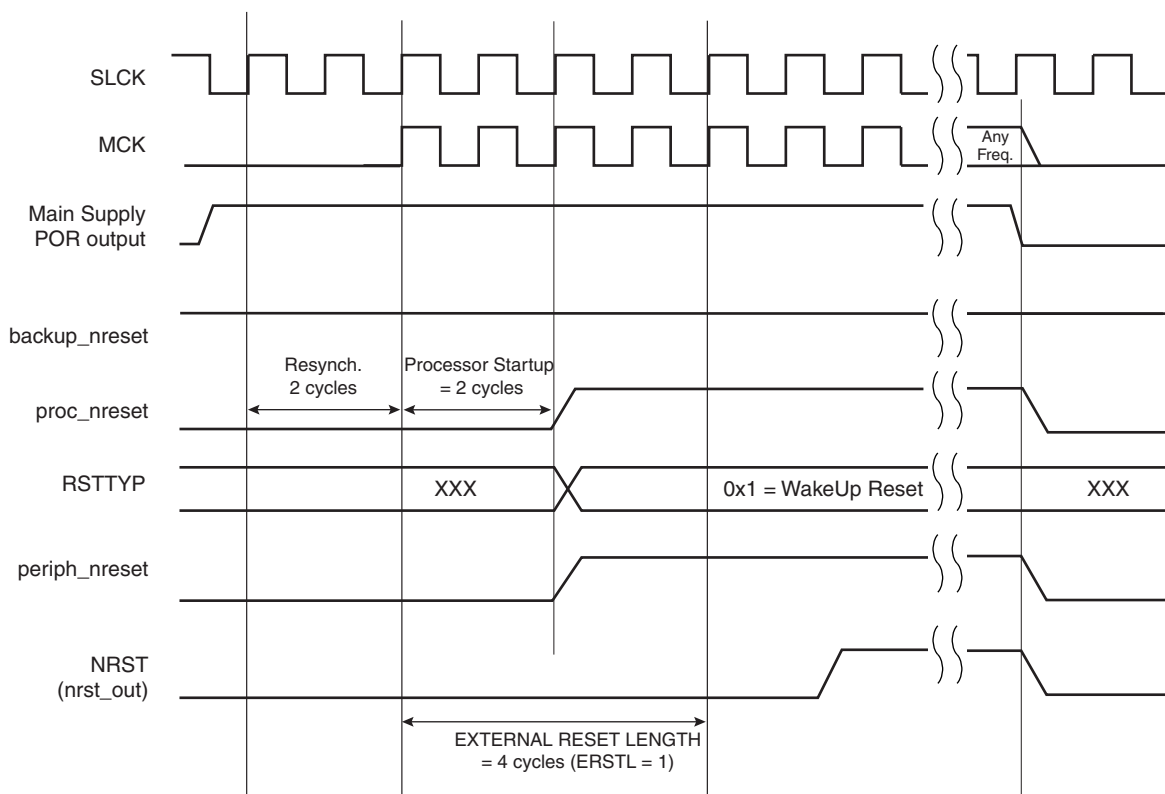 SLCK
MCK
Any
Freq.
Main Supply
POR output
backup_nreset
Resynch.
2 cycles
Processor Startup
= 2 cycles
proc_nreset
RSTTYP
XXX
0x1 = WakeUp Reset
XXX
periph_nreset
NRST
(nrst_out)
EXTERNAL RESET LENGTH
= 4 cycles (ERSTL = 1)